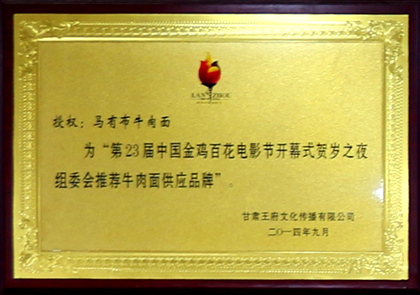 LANZHOU
授权：马有布牛肉面
为“第23届中国金鸡百花电影节开幕式贺岁之夜
组委会推荐牛肉面供应品牌”。
甘肃王府文化传播有限公司
二〇一四年九月